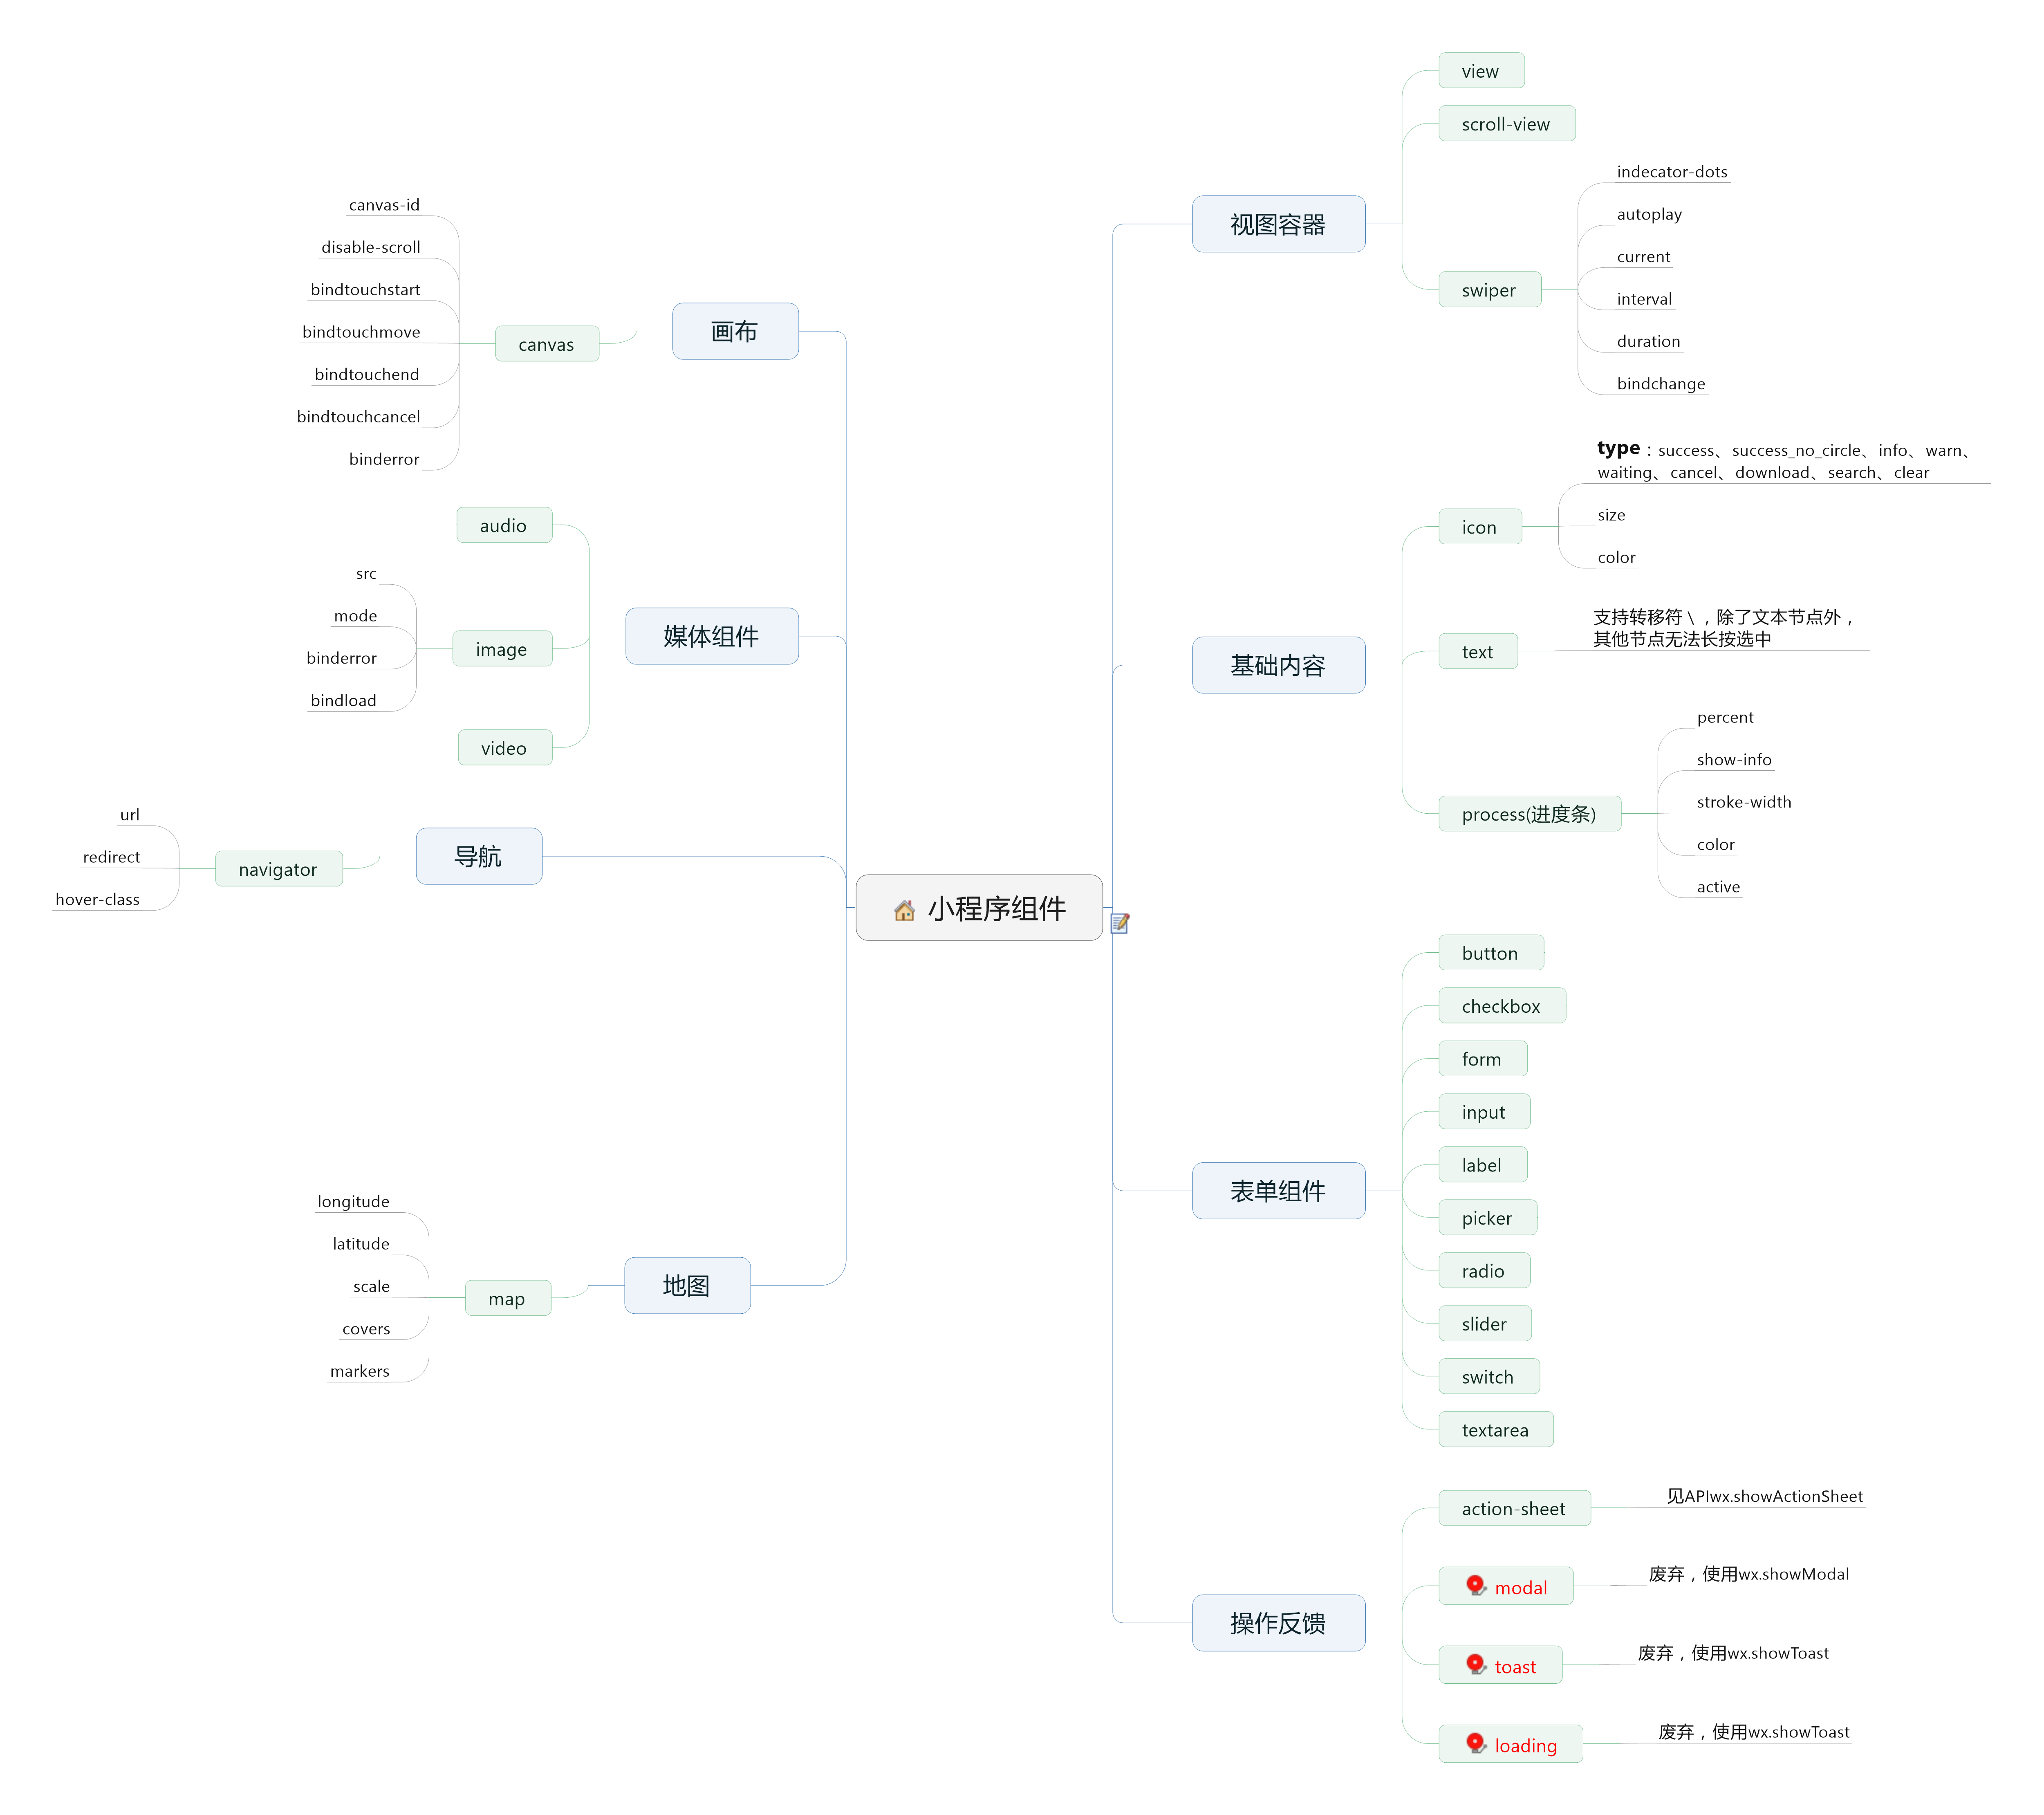 小程序组件
视图容器
view
scroll-view
swiper
indecator-dots
autoplay
current
interval
duration
bindchange
基础内容
icon
type：success、success_no_circle、info、warn、
waiting、cancel、download、search、clear
size
color
text
支持转移符 \ ，除了文本节点外，
其他节点无法长按选中
process(进度条)
percent
show-info
stroke-width
color
active
表单组件
button
checkbox
form
input
label
picker
radio
slider
switch
textarea
操作反馈
action-sheet
见APIwx.showActionSheet
modal
废弃，使用wx.showModal
toast
废弃，使用wx.showToast
loading
废弃，使用wx.showToast
画布
canvas
canvas-id
disable-scroll
bindtouchstart
bindtouchmove
bindtouchend
bindtouchcancel
binderror
媒体组件
audio
image
src
mode
binderror
bindload
video
导航
navigator
url
redirect
hover-class
地图
map
longitude
latitude
scale
covers
markers